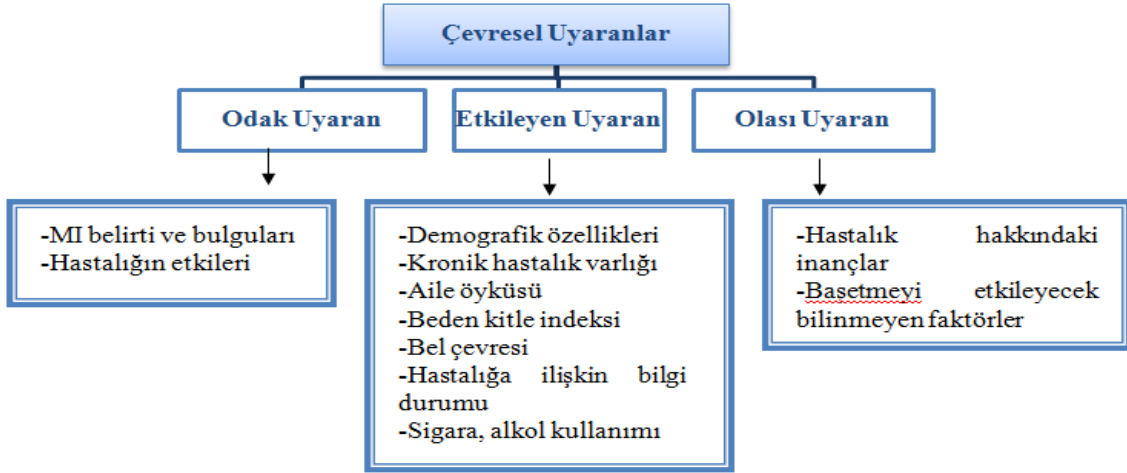 Çevresel Uyaranlar
Odak Uyaran
Etkileyen Uyaran
Olası Uyaran
-MI belirti ve bulguları
-Hastalığın etkileri
-Demografik özellikleri
-Kronik hastalık varlığı
-Aile öyküsü
-Beden kitle indeksi
-Bel çevresi
-Hastalığa ilişkin bilgi
durumu
-Sigara, alkol kullanımı
-Hastalık hakkındaki
inançlar
-Başetmeyi etkileyecek
bilinmeyen faktörler